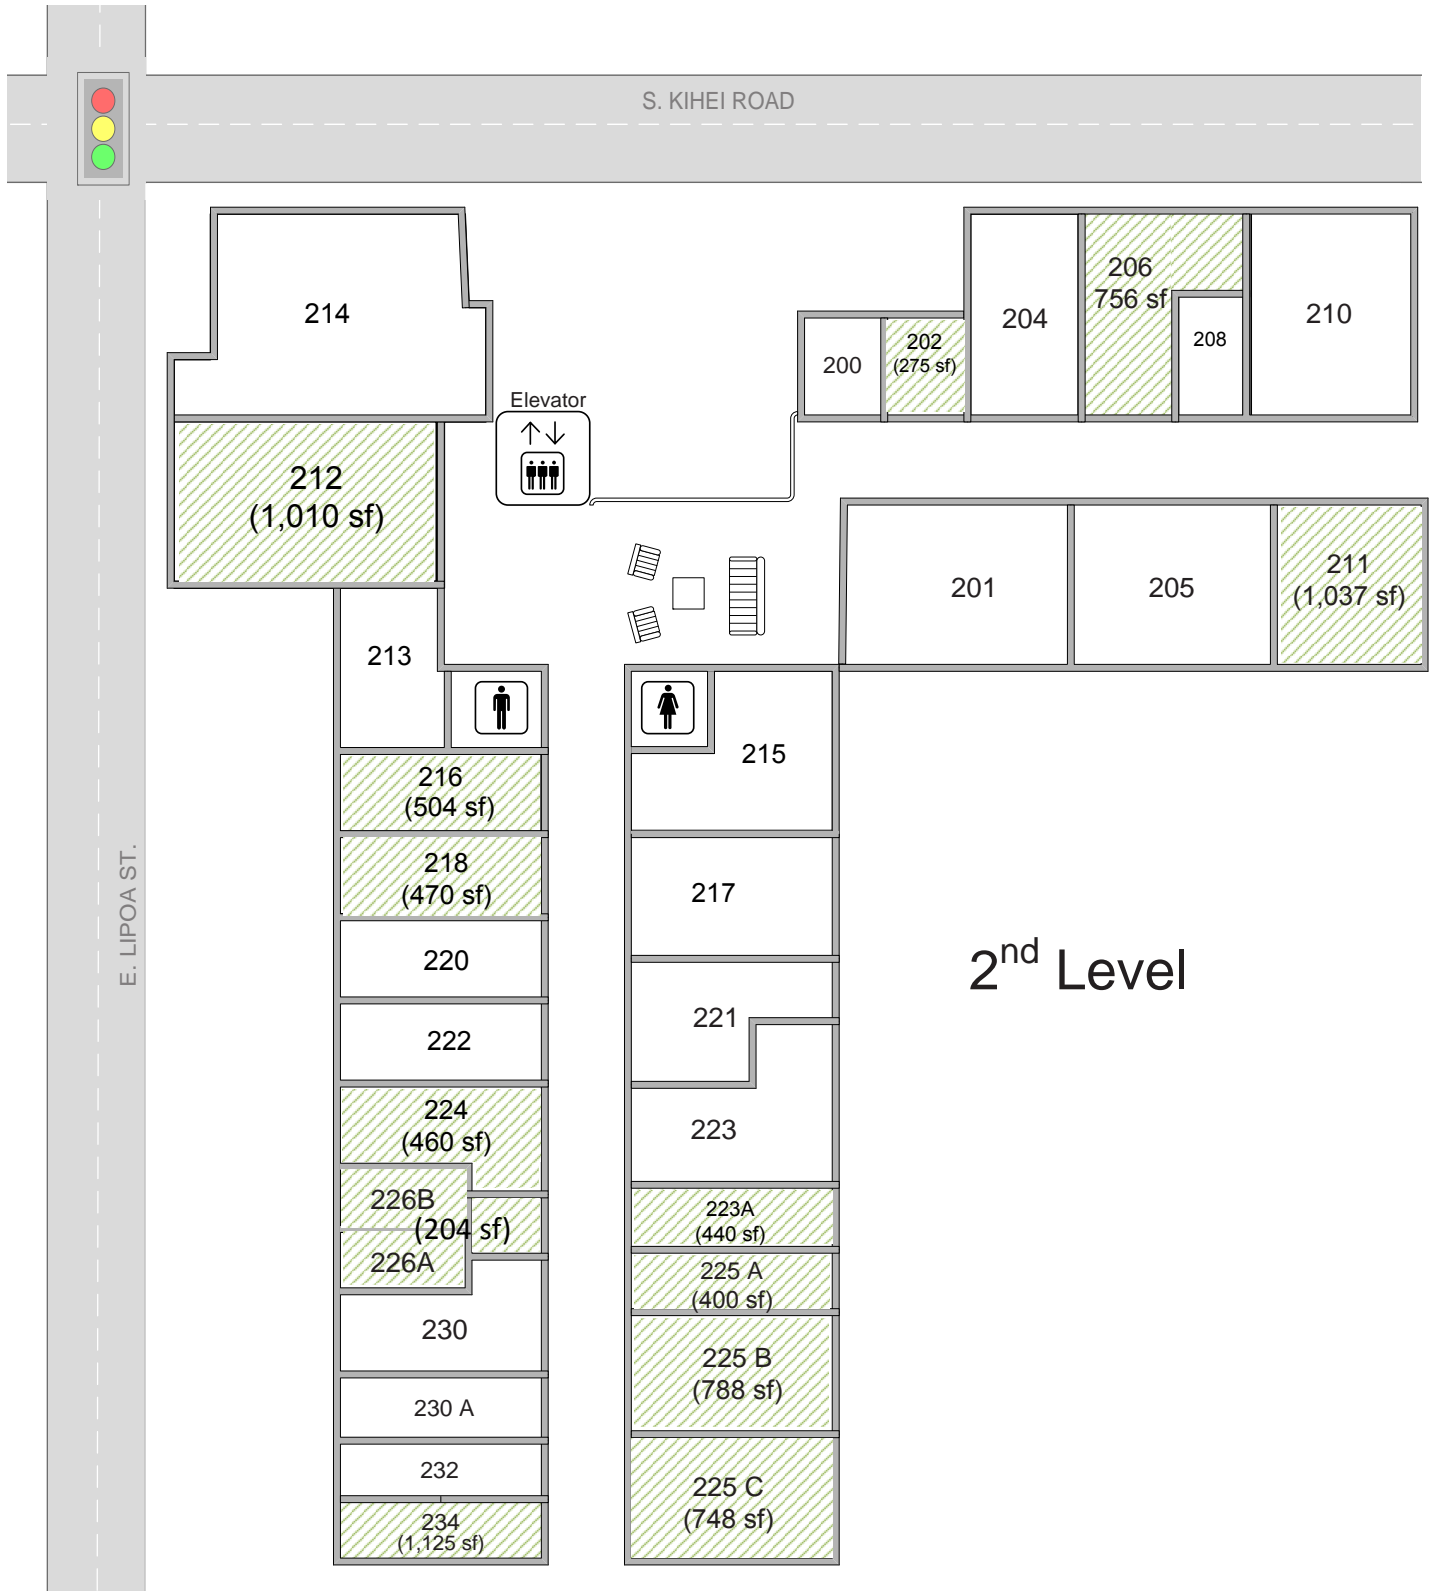 S. KIHEI ROAD
214
206
756 sf
204
210
202
(275 sf)
208
200
Elevator
212
(1,010 sf)
201
205
211
(1,037 sf)
213
215
216
(504 sf)
218
(470 sf)
217
E. LIPOA ST.
220
2nd Level
221
222
224
(460 sf)
223
226B
(204 sf)
226A
223A
(440 sf)
225 A
(400 sf)
230
225 B
(788 sf)
230 A
232
225 C
(748 sf)
234
(1,125 sf)